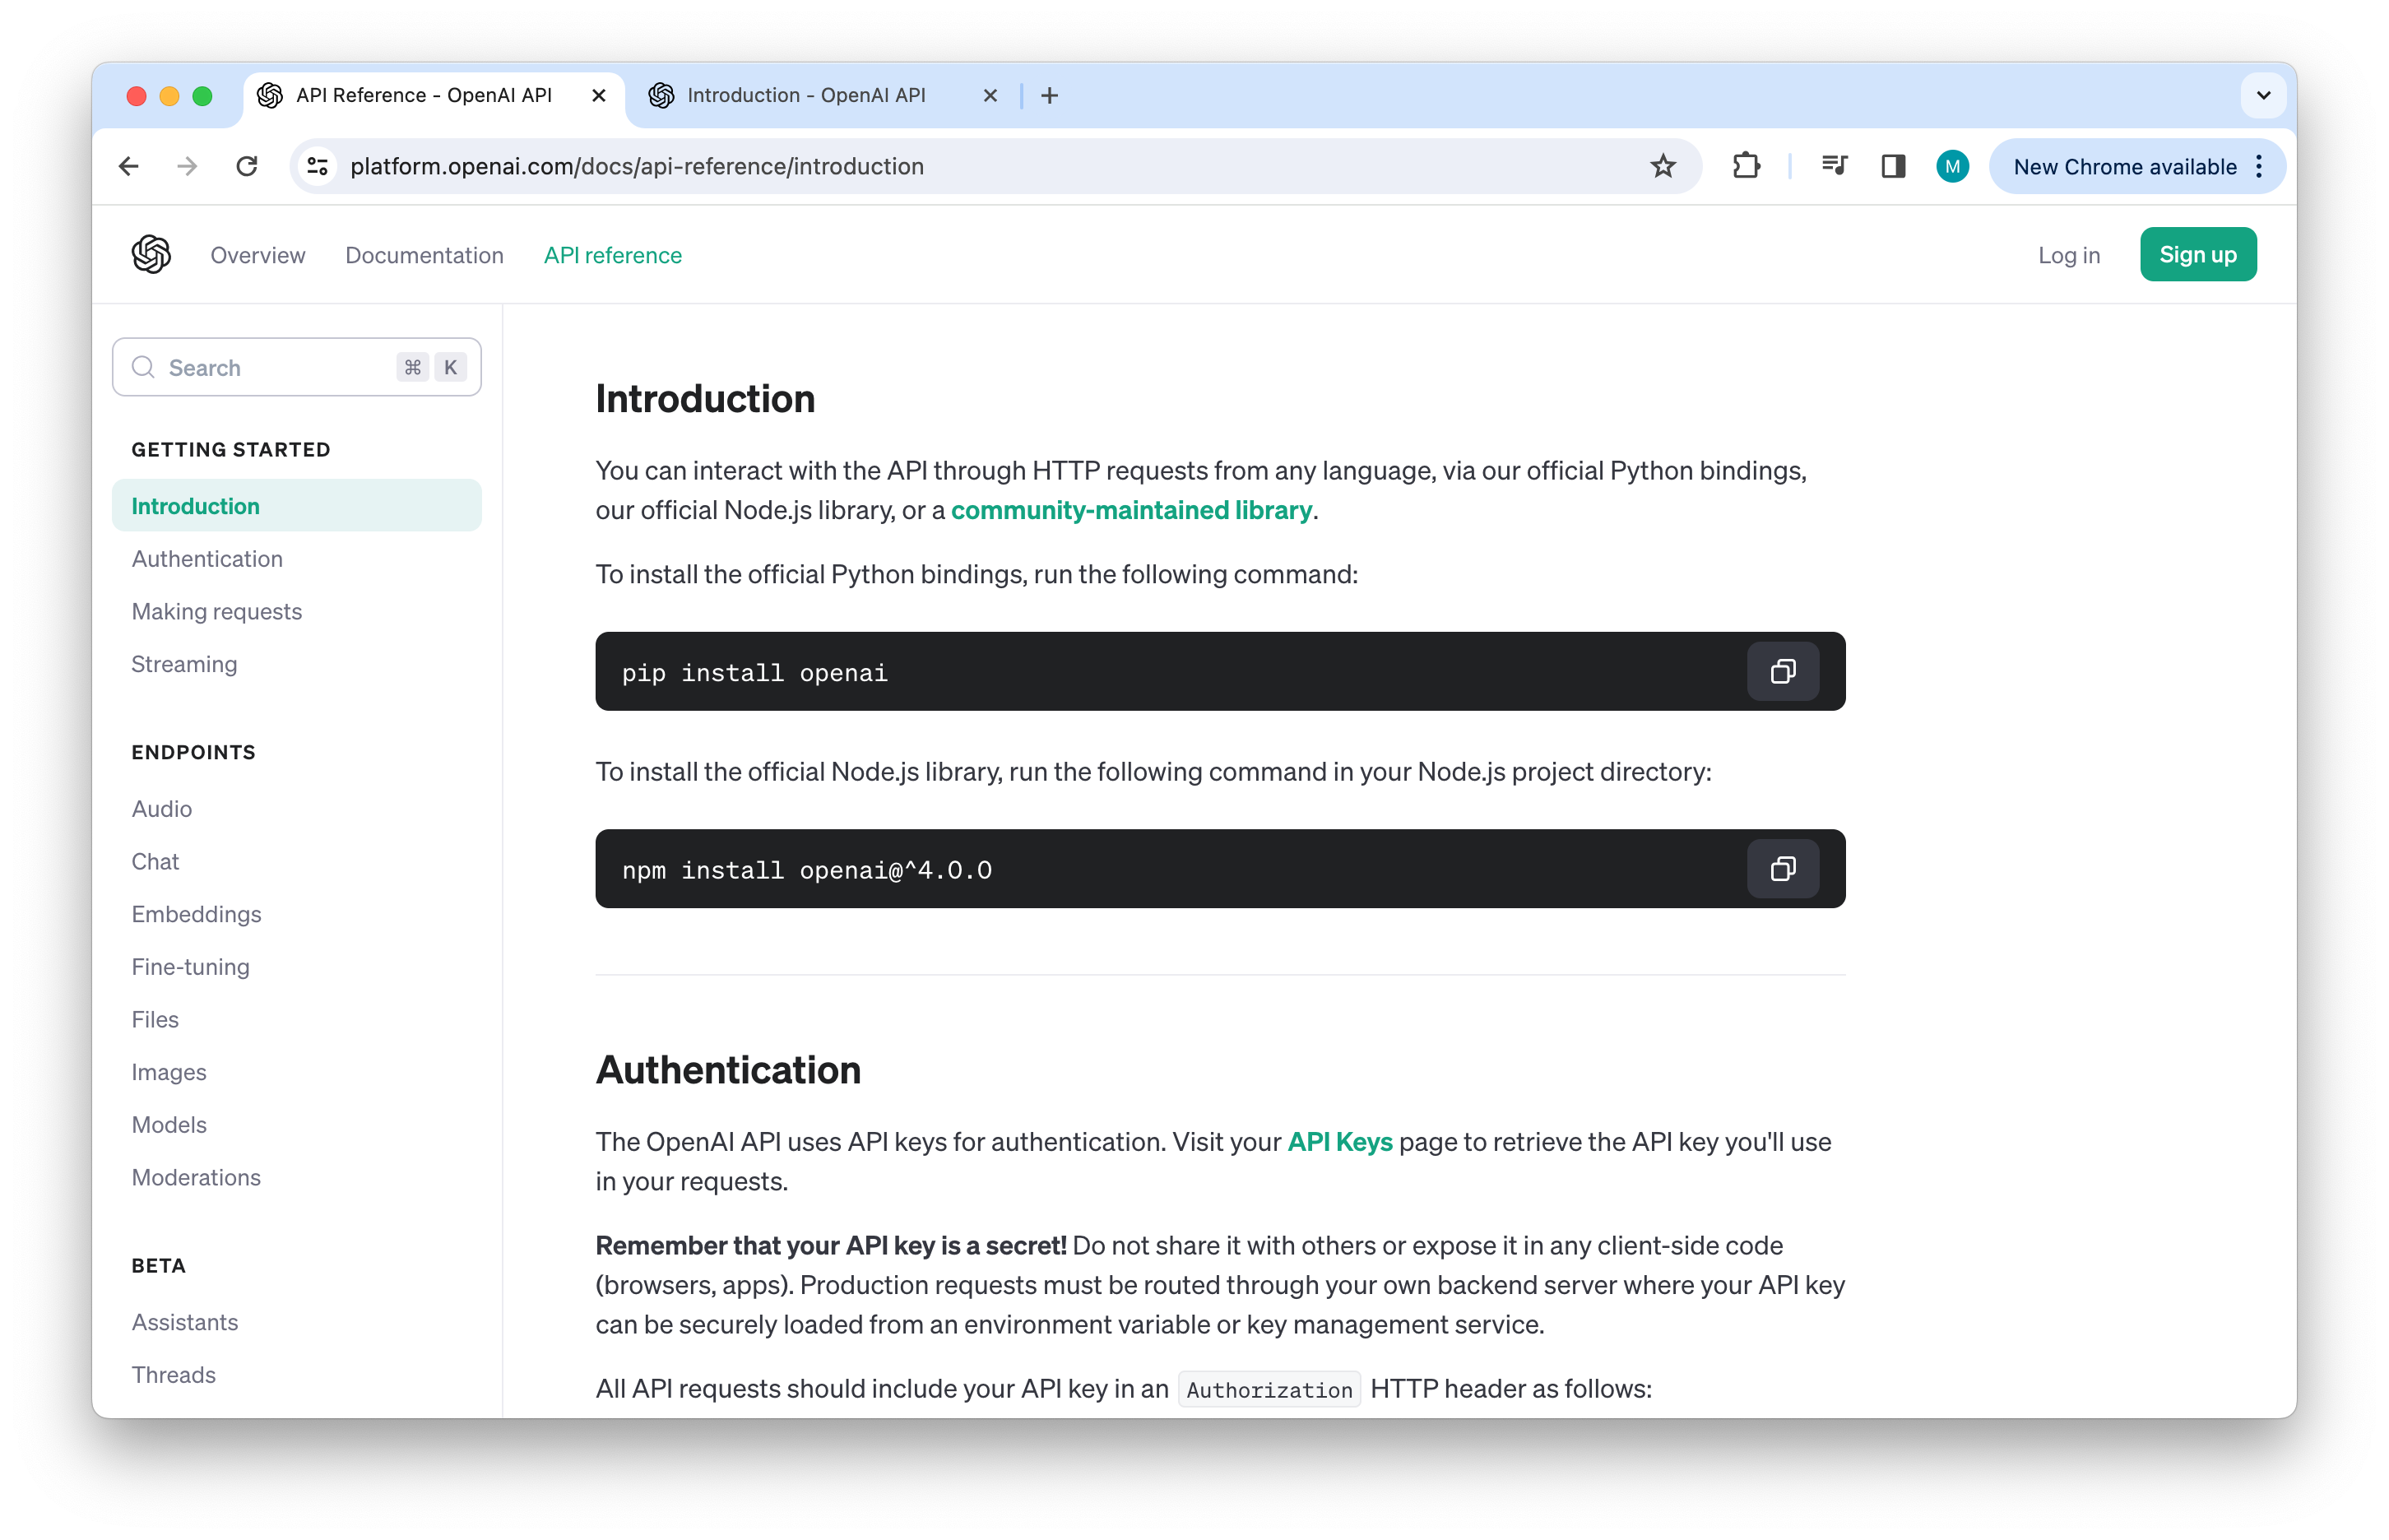 API Reference - OpenAI API
Introduction - OpenAI API
platform.openai.com/docs/api-reference/introduction
M
New Chrome available
Overview
Documentation
API reference
Log in
Sign up
Search
⌘ K
GETTING STARTED
Introduction
Authentication
Making requests
Streaming
ENDPOINTS
Audio
Chat
Embeddings
Fine-tuning
Files
Images
Models
Moderations
BETA
Assistants
Threads
Introduction
You can interact with the API through HTTP requests from any language, via our official Python bindings,
our official Node.js library, or a community-maintained library.
To install the official Python bindings, run the following command:
pip install openai
To install the official Node.js library, run the following command in your Node.js project directory:
npm install openai@^4.0.0
Authentication
The OpenAI API uses API keys for authentication. Visit your API Keys page to retrieve the API key you'll use
in your requests.
Remember that your API key is a secret! Do not share it with others or expose it in any client-side code
(browsers, apps). Production requests must be routed through your own backend server where your API key
can be securely loaded from an environment variable or key management service.
All API requests should include your API key in an Authorization HTTP header as follows: